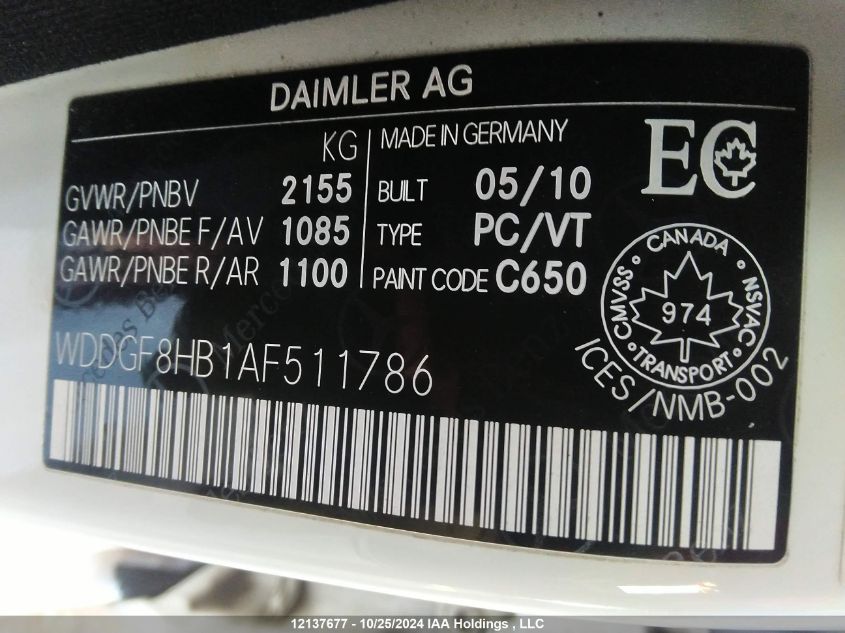 DAIMLER AG
KG
GVWR/PNBV 2155
GAWR/PNBE F/AV 1085
GAWR/PNBE R/AR 1100
MADE IN GERMANY
BUILT 05/10
TYPE PC/VT
PAINT CODE C650
EC
CANADA
CMVSS
974
NSVAC
TRANSPORT
ICES/NMB-002
WDDGF8HB1AF511786
12137677 - 10/25/2024 IAA Holdings , LLC